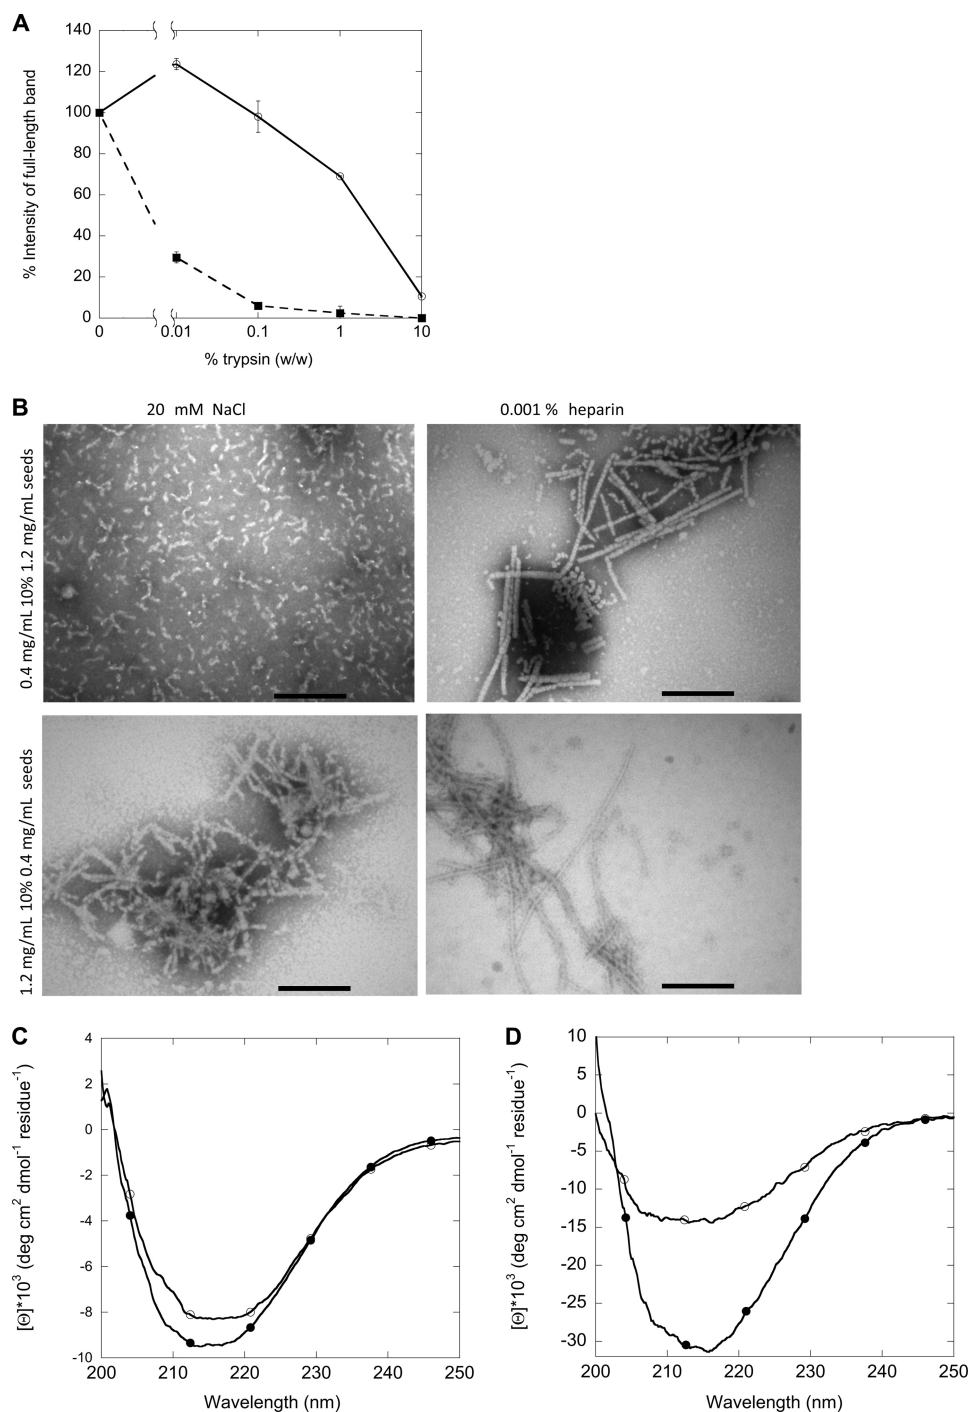 A
140
120
100
80
60
40
20
0
% Intensity of full-length band
0 0.01 0.1 1 10
% trypsin (w/w)
B
20 mM NaCl
0.001 % heparin
0.4 mg/mL 10% 1.2 mg/mL seeds
1.2 mg/mL 10% 0.4 mg/mL seeds
C
4
2
0
-2
-4
-6
-8
-10
[Θ]*10³ (deg cm² dmol⁻¹ residue⁻¹)
200 210 220 230 240 250
Wavelength (nm)
D
10
5
0
-5
-10
-15
-20
-25
-30
[Θ]*10³ (deg cm² dmol⁻¹ residue⁻¹)
200 210 220 230 240 250
Wavelength (nm)